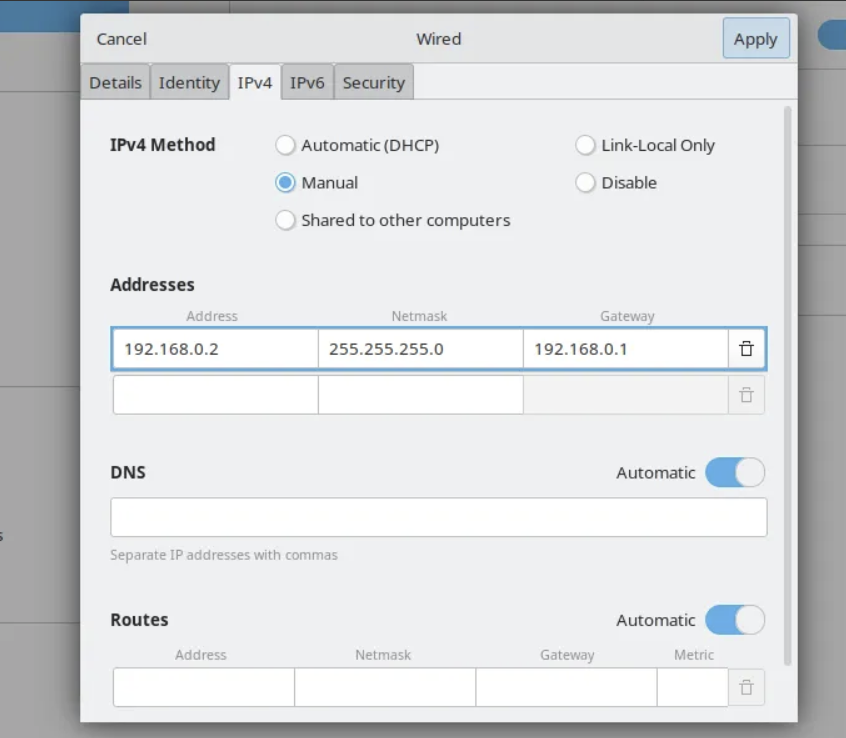 Cancel Wired Apply
Details Identity IPv4 IPv6 Security
IPv4 Method Automatic (DHCP) Link-Local Only
Manual Disable
Shared to other computers
Addresses
Address Netmask Gateway
192.168.0.2 255.255.255.0 192.168.0.1
DNS Automatic
s
Separate IP addresses with commas
Routes Automatic
Address Netmask Gateway Metric